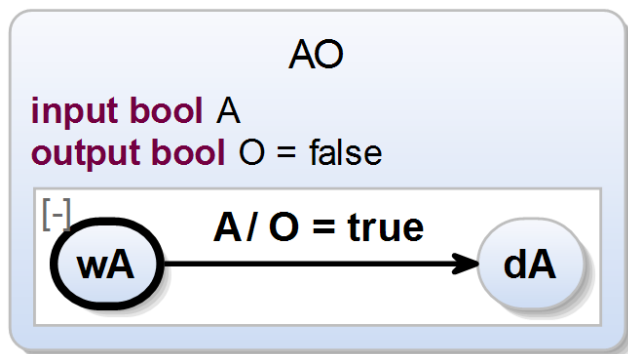 AO
input bool A
output bool O = false
[-]
A / O = true
wA
dA